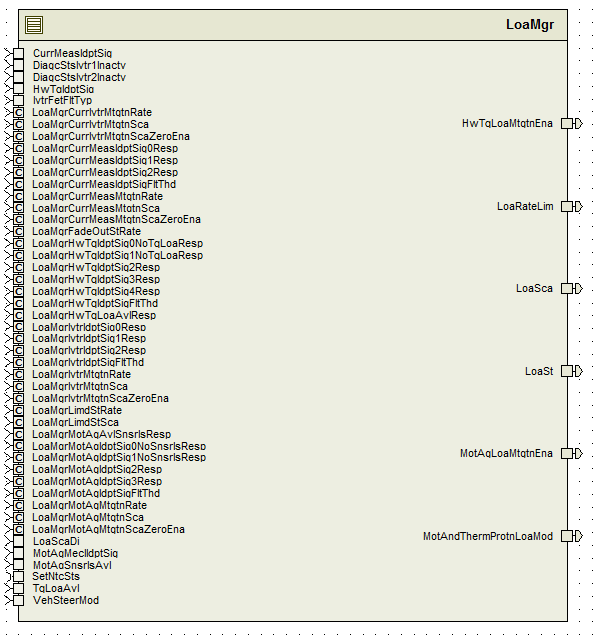 LoaMgr
CurrMeasIdptSig
DiagcStsIvtr1Inactv
DiagcStsIvtr2Inactv
HwTqIdptSig
IvtrFetFltTyp
LoaMgrCurrIvtrMtgtnRate
LoaMgrCurrIvtrMtgtnSca
LoaMgrCurrIvtrMtgtnScaZeroEna
LoaMgrCurrMeasIdptSig0Resp
LoaMgrCurrMeasIdptSig1Resp
LoaMgrCurrMeasIdptSig2Resp
LoaMgrCurrMeasIdptSigFltThd
LoaMgrCurrMeasMtgtnRate
LoaMgrCurrMeasMtgtnSca
LoaMgrCurrMeasMtgtnScaZeroEna
LoaMgrFadeOutStRate
LoaMgrHwTqIdptSig0NoTqLoaResp
LoaMgrHwTqIdptSig1NoTqLoaResp
LoaMgrHwTqIdptSig2Resp
LoaMgrHwTqIdptSig3Resp
LoaMgrHwTqIdptSig4Resp
LoaMgrHwTqIdptSigFltThd
LoaMgrHwTqLoaAvlResp
LoaMgrIvtrIdptSig0Resp
LoaMgrIvtrIdptSig1Resp
LoaMgrIvtrIdptSig2Resp
LoaMgrIvtrIdptSigFltThd
LoaMgrIvtrMtgtnRate
LoaMgrIvtrMtgtnSca
LoaMgrIvtrMtgtnScaZeroEna
LoaMgrLimdStRate
LoaMgrLimdStSca
LoaMgrMotAgAvlSnsrlsResp
LoaMgrMotAgIdptSig0NoSnsrlsResp
LoaMgrMotAgIdptSig1NoSnsrlsResp
LoaMgrMotAgIdptSig2Resp
LoaMgrMotAgIdptSig3Resp
LoaMgrMotAgIdptSigFltThd
LoaMgrMotAgMtgtnRate
LoaMgrMotAgMtgtnSca
LoaMgrMotAgMtgtnScaZeroEna
LoaScaDi
MotAgMeclIdptSig
MotAgSnsrlsAvl
SetNtcSts
TqLoaAvl
VehSteerMod
HwTqLoaMtgtnEna
LoaRateLim
LoaSca
LoaSt
MotAgLoaMtgtnEna
MotAndThermProtnLoaMod